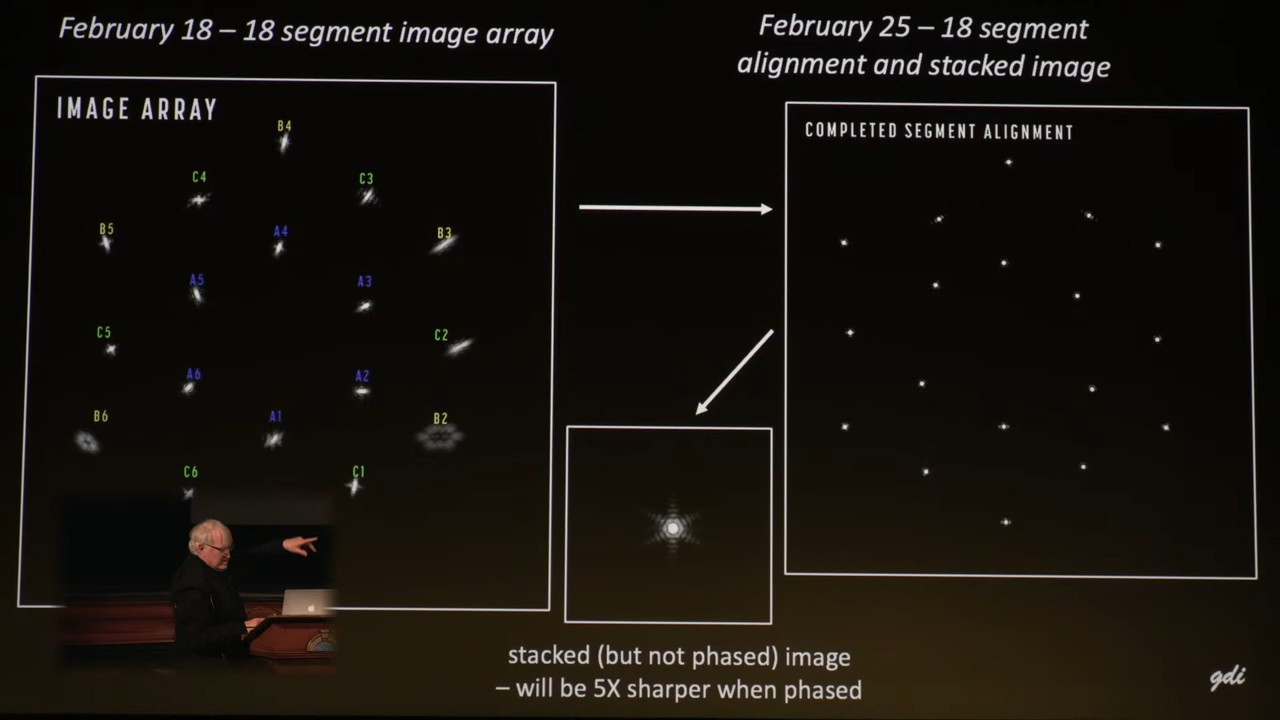 February 18 – 18 segment image array
February 25 – 18 segment
alignment and stacked image
IMAGE ARRAY
B4
C4
C3
B5
A4
B3
A5
A3
C5
C2
A6
A2
B6
A1
B2
C6
C1
COMPLETED SEGMENT ALIGNMENT
stacked (but not phased) image
– will be 5X sharper when phased
gdi